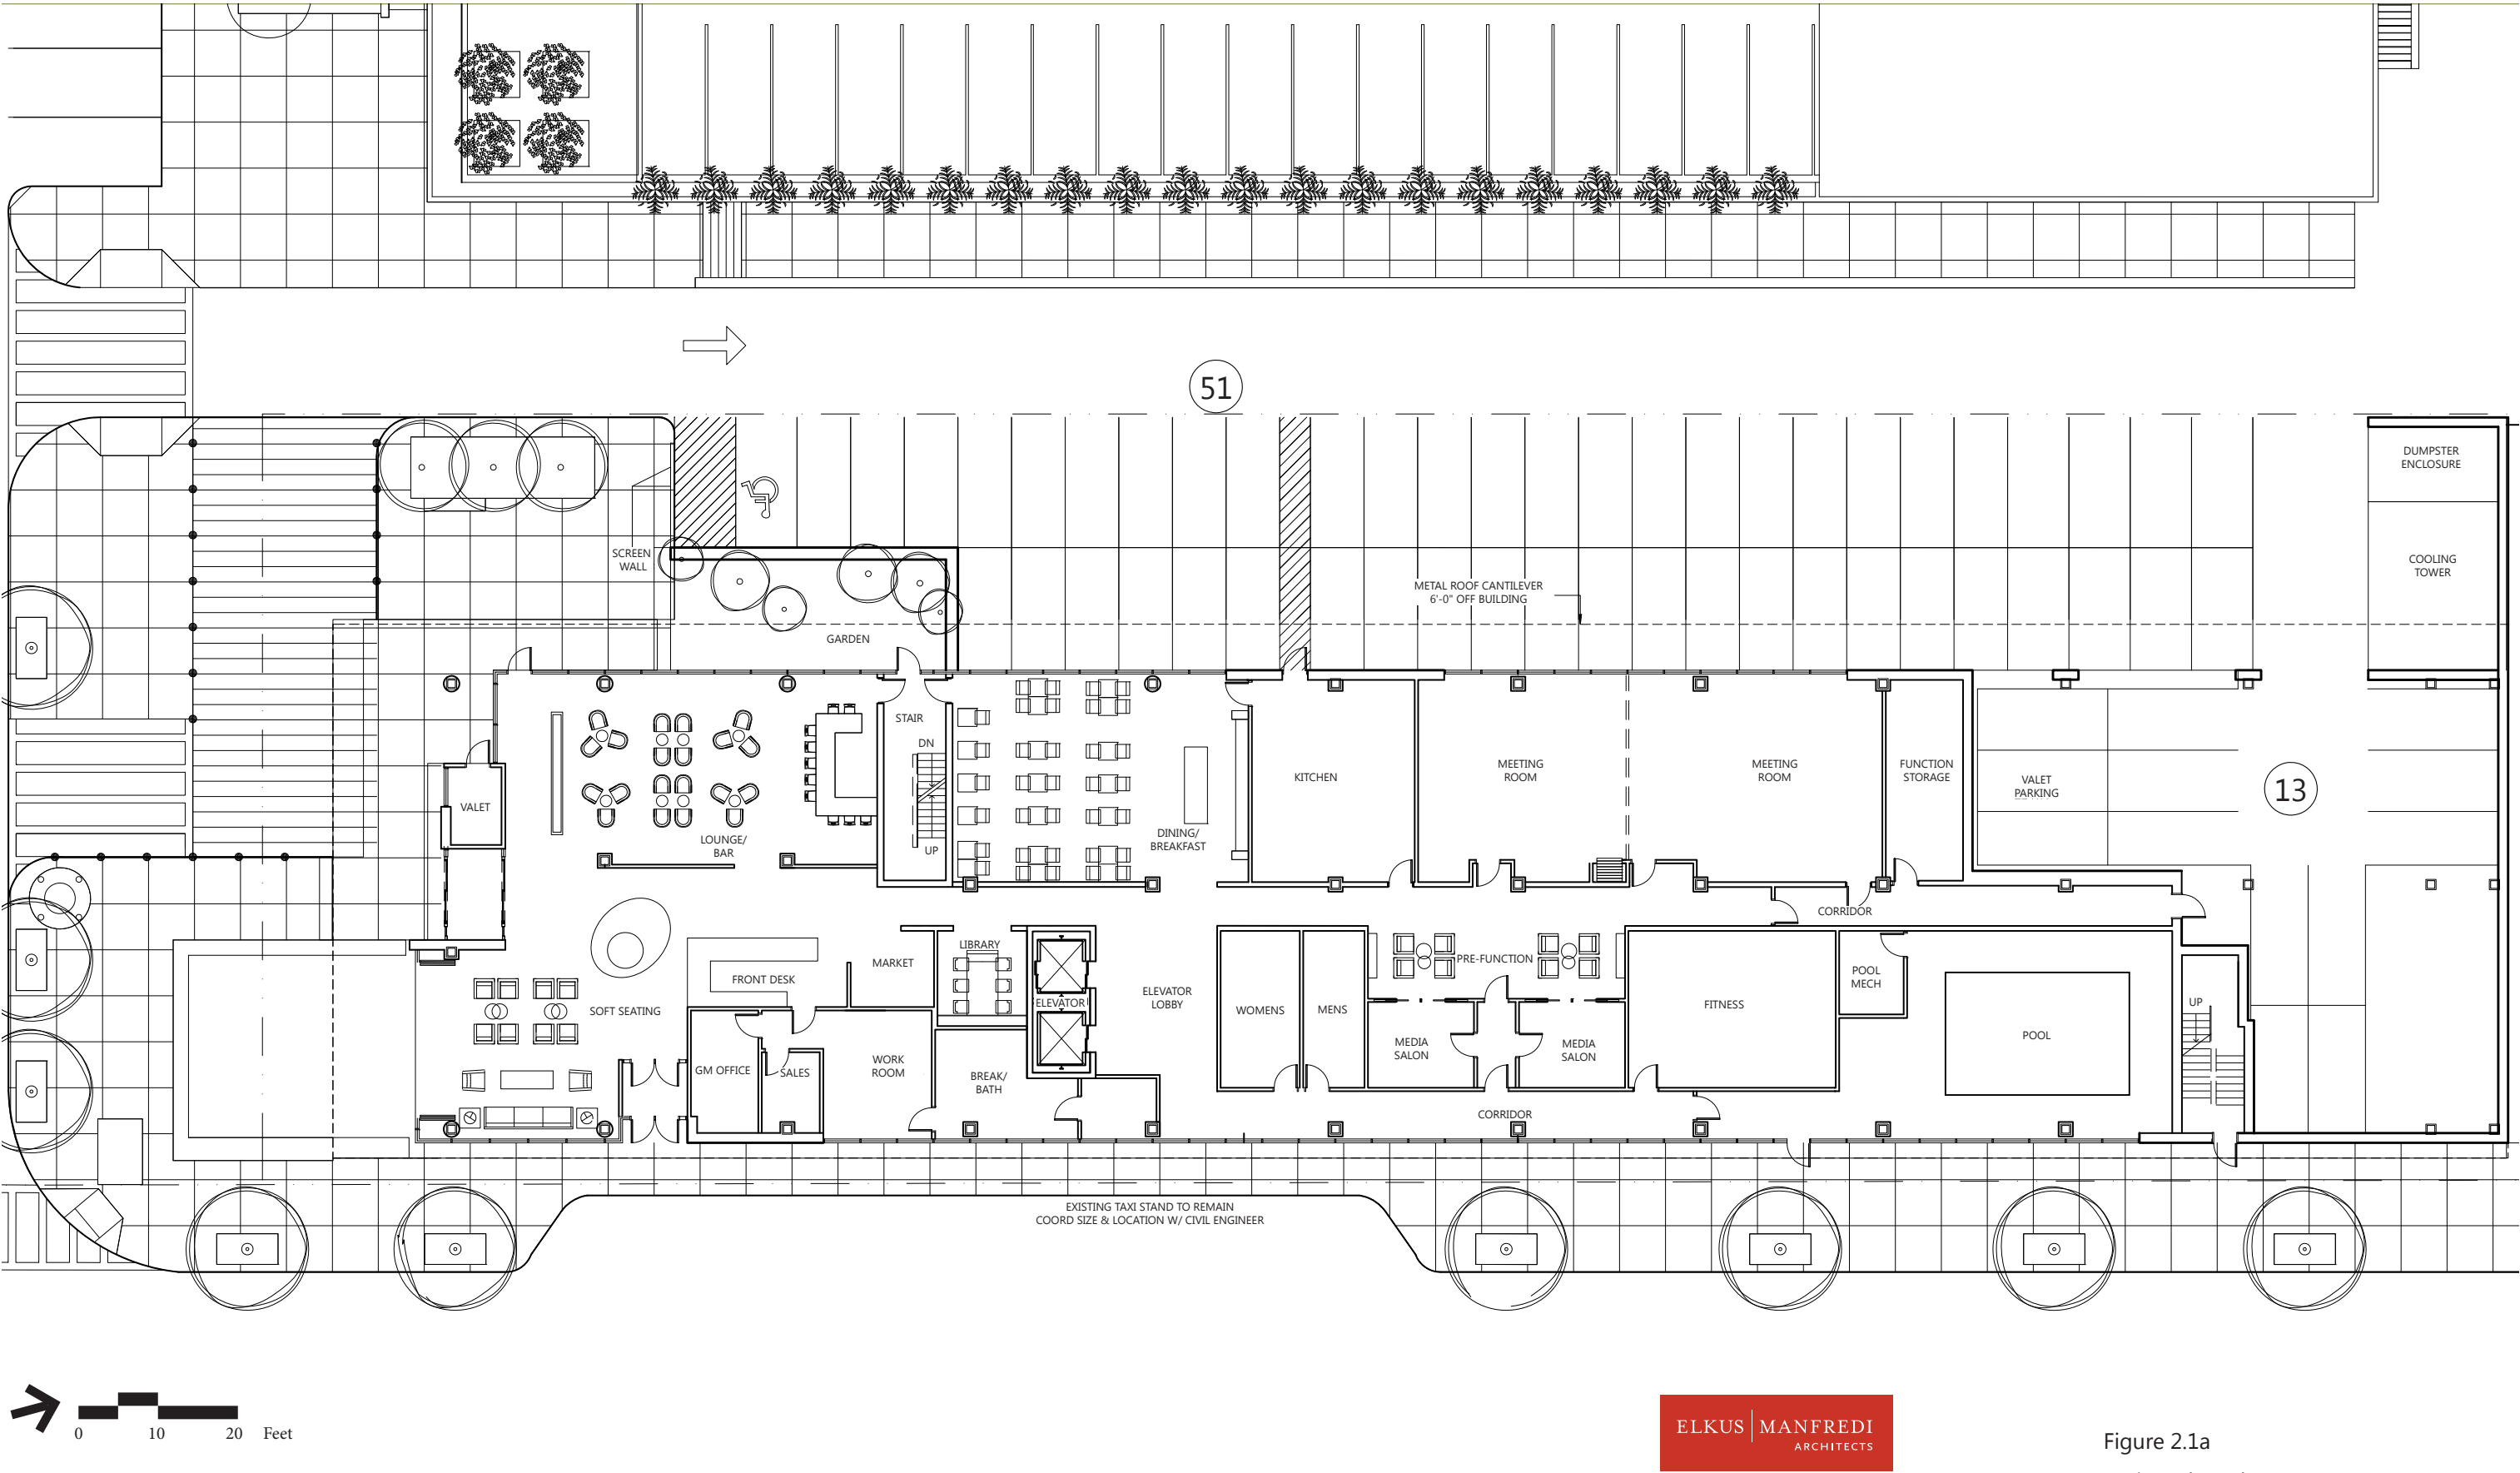 51
DUMPSTER
ENCLOSURE
SCREEN
WALL
COOLING
TOWER
METAL ROOF CANTILEVER
6'-0" OFF BUILDING
GARDEN
STAIR
DN
UP
VALET
LOUNGE/
BAR
DINING/
BREAKFAST
KITCHEN
MEETING
ROOM
MEETING
ROOM
FUNCTION
STORAGE
VALET
PARKING
13
CORRIDOR
LIBRARY
MARKET
FRONT DESK
SOFT SEATING
ELEVATOR
ELEVATOR
LOBBY
WOMENS
MENS
PRE-FUNCTION
MEDIA
SALON
MEDIA
SALON
FITNESS
POOL
MECH
POOL
UP
GM OFFICE
SALES
WORK
ROOM
BREAK/
BATH
CORRIDOR
EXISTING TAXI STAND TO REMAIN
COORD SIZE & LOCATION W/ CIVIL ENGINEER
0 10 20 Feet
ELKUS MANFREDI
ARCHITECTS
Figure 2.1a